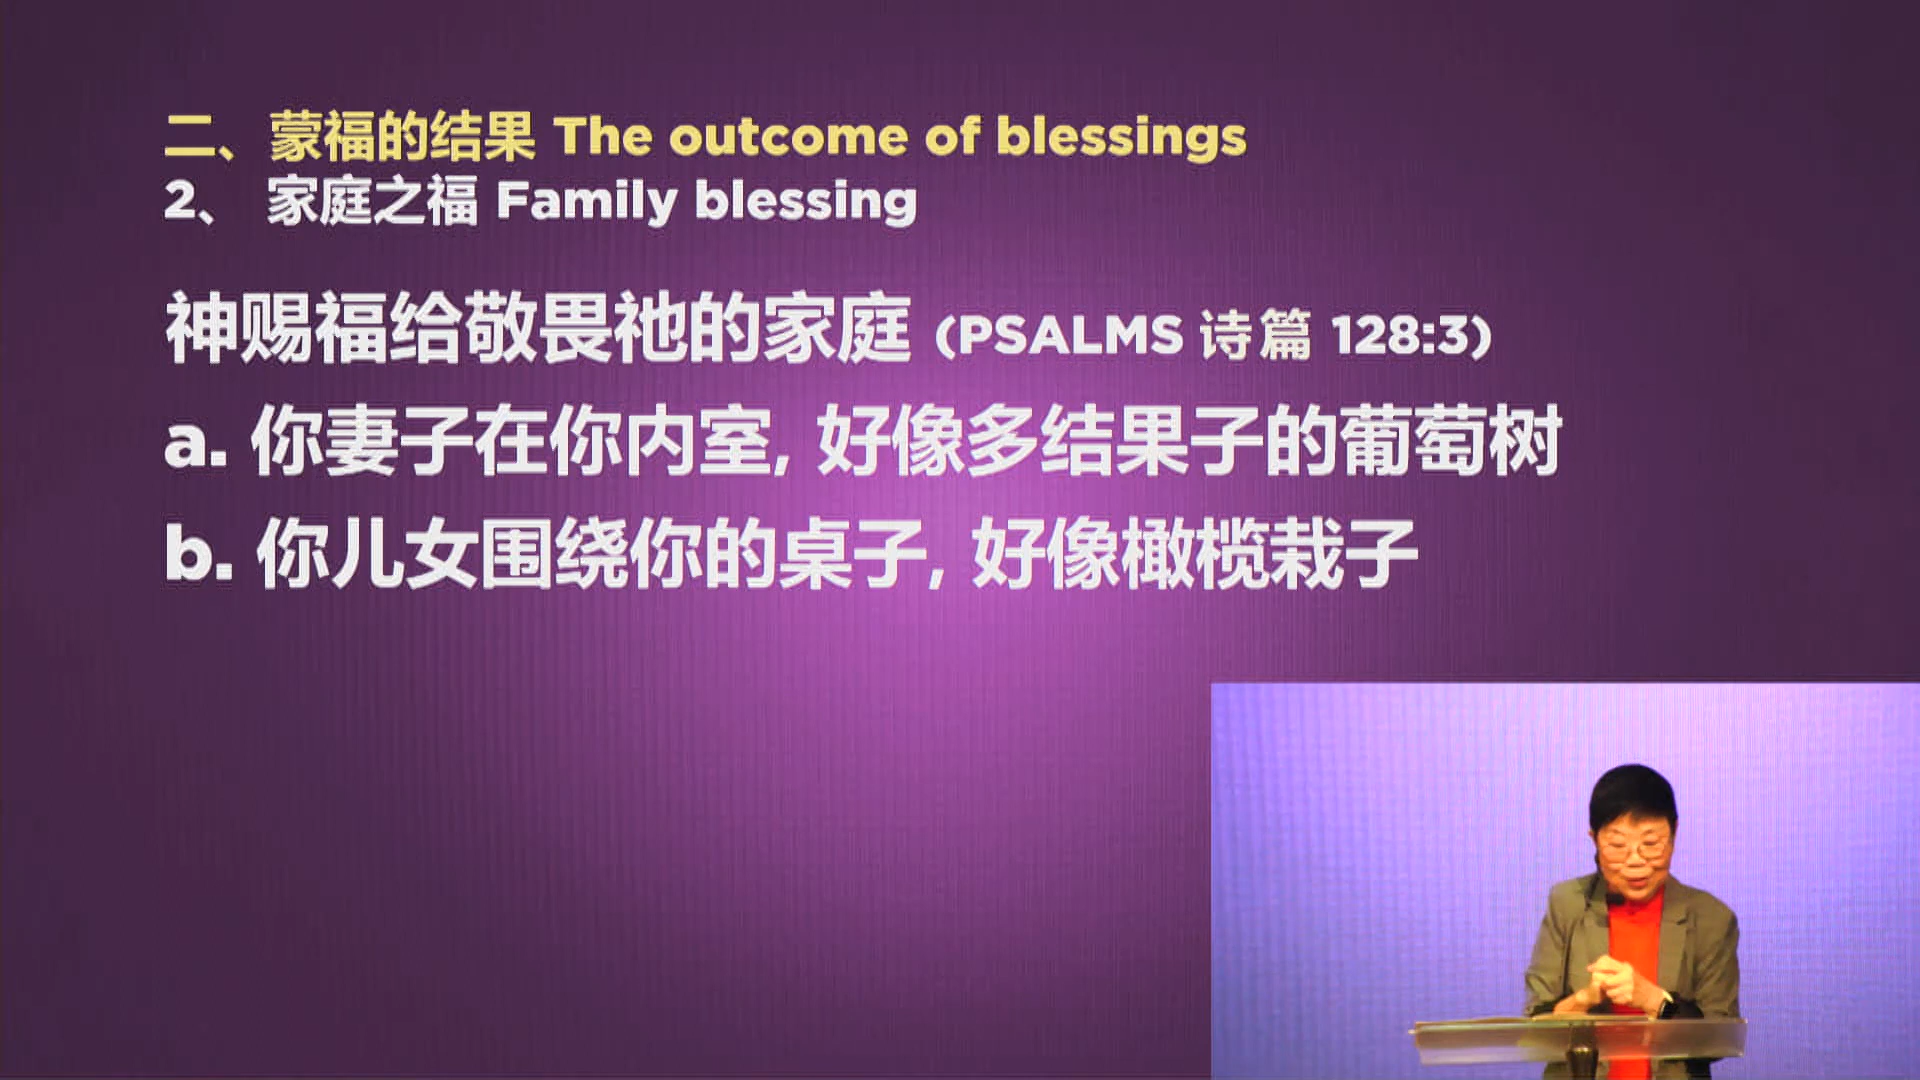 二、蒙福的结果 The outcome of blessings
2、 家庭之福 Family blessing
神赐福给敬畏祂的家庭 (PSALMS 诗篇 128:3)
a. 你妻子在你内室, 好像多结果子的葡萄树
b. 你儿女围绕你的桌子, 好像橄榄栽子